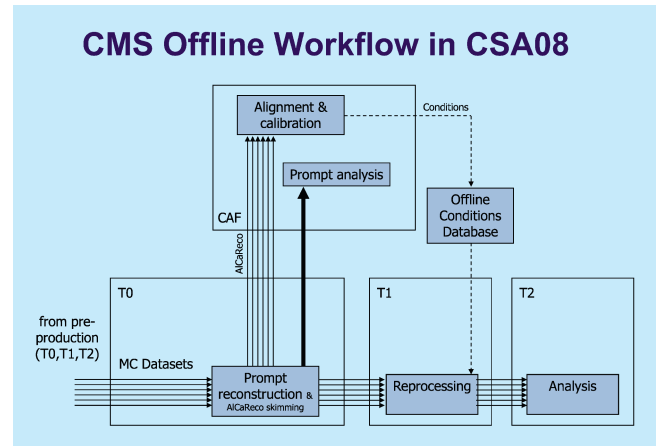 CMS Offline Workflow in CSA08
Alignment &
calibration
Conditions
Prompt analysis
CAF
Offline
Conditions
Database
AlCaReco
T0
T1
T2
from pre-
production
(T0,T1,T2)
MC Datasets
Prompt
reconstruction &
AlCaReco skimming
Reprocessing
Analysis